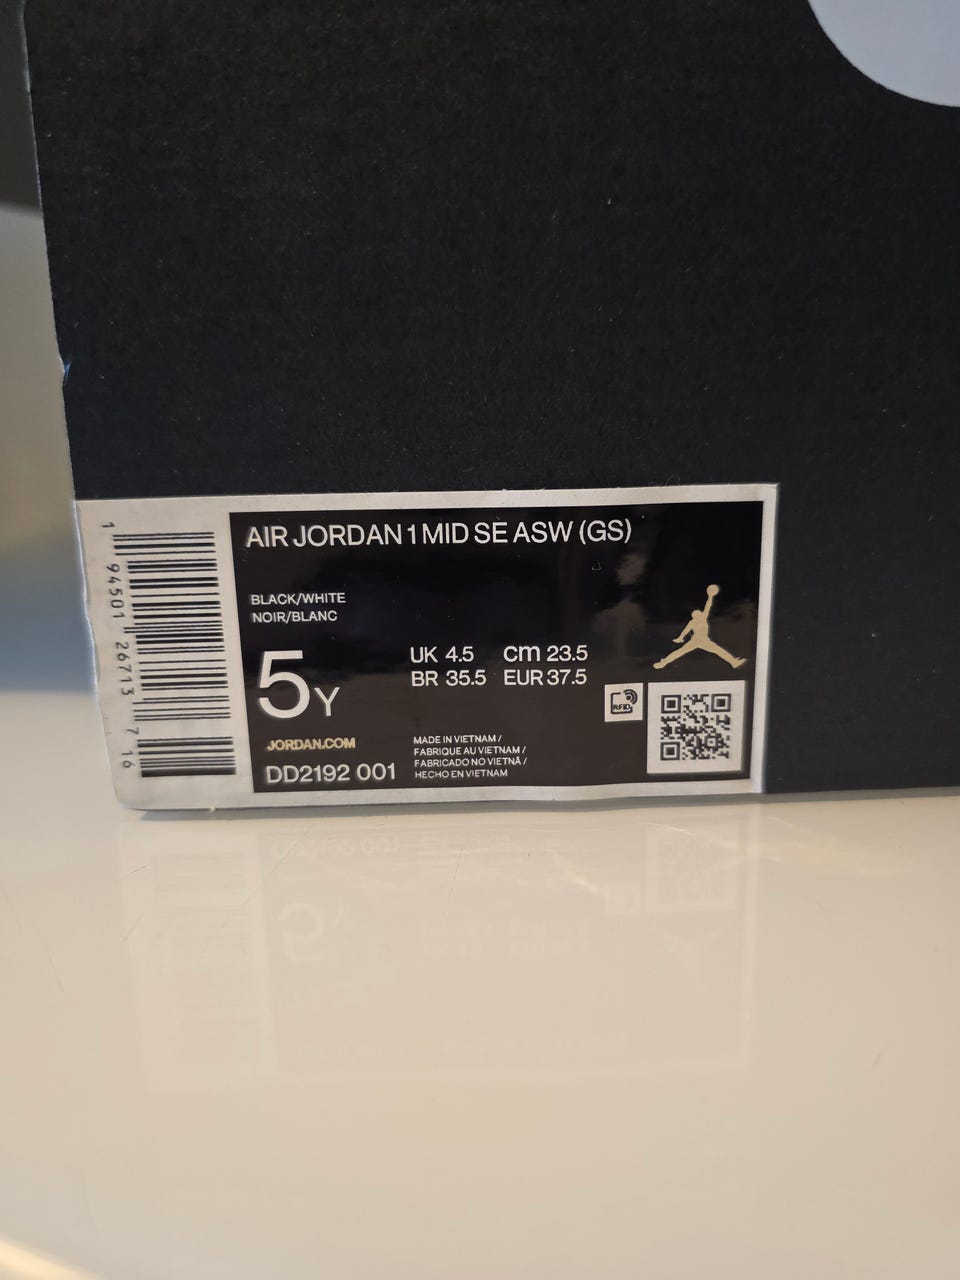 AIR JORDAN 1 MID SE ASW (GS)
BLACK/WHITE
NOIR/BLANC
5Y
UK 4.5 cm 23.5
BR 35.5 EUR 37.5
RFID
JORDAN.COM
DD2192 001
MADE IN VIETNAM /
FABRIQUE AU VIETNAM /
FABRICADO NO VIETNÃ /
HECHO EN VIETNAM
1 94501 26713 7 16